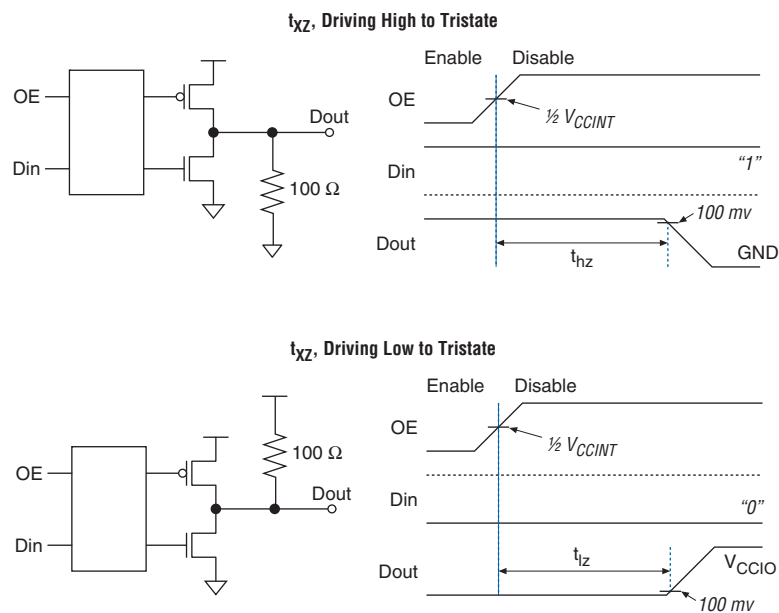 tXZ, Driving High to Tristate
Enable Disable
OE
Din
Dout
100 Ω
OE
½ VCCINT
Din
“1”
100 mv
Dout
thz
GND
tXZ, Driving Low to Tristate
Enable Disable
100 Ω
OE
Din
Dout
OE
½ VCCINT
Din
“0”
tlz
Dout
VCCIO
100 mv